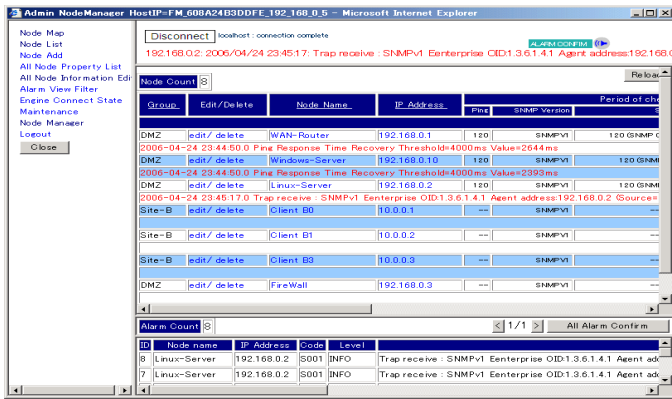 Admin NodeManager HostIP=FM_608A24B3DDFE_192_168_0_5 - Microsoft Internet Explorer
Node Map
Node List
Node Add
All Node Property List
All Node Information Edi
Alarm View Filter
Engine Connect State
Maintenance
Node Manager
Logout
Close
Disconnect localhost : connection complete
ALARM CONFIRM
192.168.0.2: 2006/04/24 23:45:17: Trap receive : SNMPv1 Eenterprise OID:1.3.6.1.4.1 Agent address:192.168.0
Node Count 8 Reload
Group Edit/Delete Node Name IP Address Period of che
Ping SNMP Version S
DMZ edit/ delete WAN-Router 192.168.0.1 120 SNMPV1 120 (SNMP C
2006-04-24 23:44:50.0 Ping Response Time Recovery Threshold=4000ms Value=2644ms
DMZ edit/ delete Windows-Server 192.168.0.10 120 SNMPV1 120 (SNMP
2006-04-24 23:44:50.0 Ping Response Time Recovery Threshold=4000ms Value=2393ms
DMZ edit/ delete Linux-Server 192.168.0.2 120 SNMPV1 120 (SNMP
2006-04-24 23:45:17.0 Trap receive : SNMPv1 Eenterprise OID:1.3.6.1.4.1 Agent address:192.168.0.2 (Source=
Site-B edit/ delete Client B0 10.0.0.1 -- SNMPV1 --
Site-B edit/ delete Client B1 10.0.0.2 -- SNMPV1 --
Site-B edit/ delete Client B3 10.0.0.3 -- SNMPV1 --
DMZ edit/ delete FireWall 192.168.0.3 -- SNMPV1 --
Alarm Count 8 < 1/1 > All Alarm Confirm
ID Node name IP Address Code Level
8 Linux-Server 192.168.0.2 S001 INFO Trap receive : SNMPv1 Eenterprise OID:1.3.6.1.4.1 Agent add
7 Linux-Server 192.168.0.2 S001 INFO Trap receive : SNMPv1 Eenterprise OID:1.3.6.1.4.1 Agent add